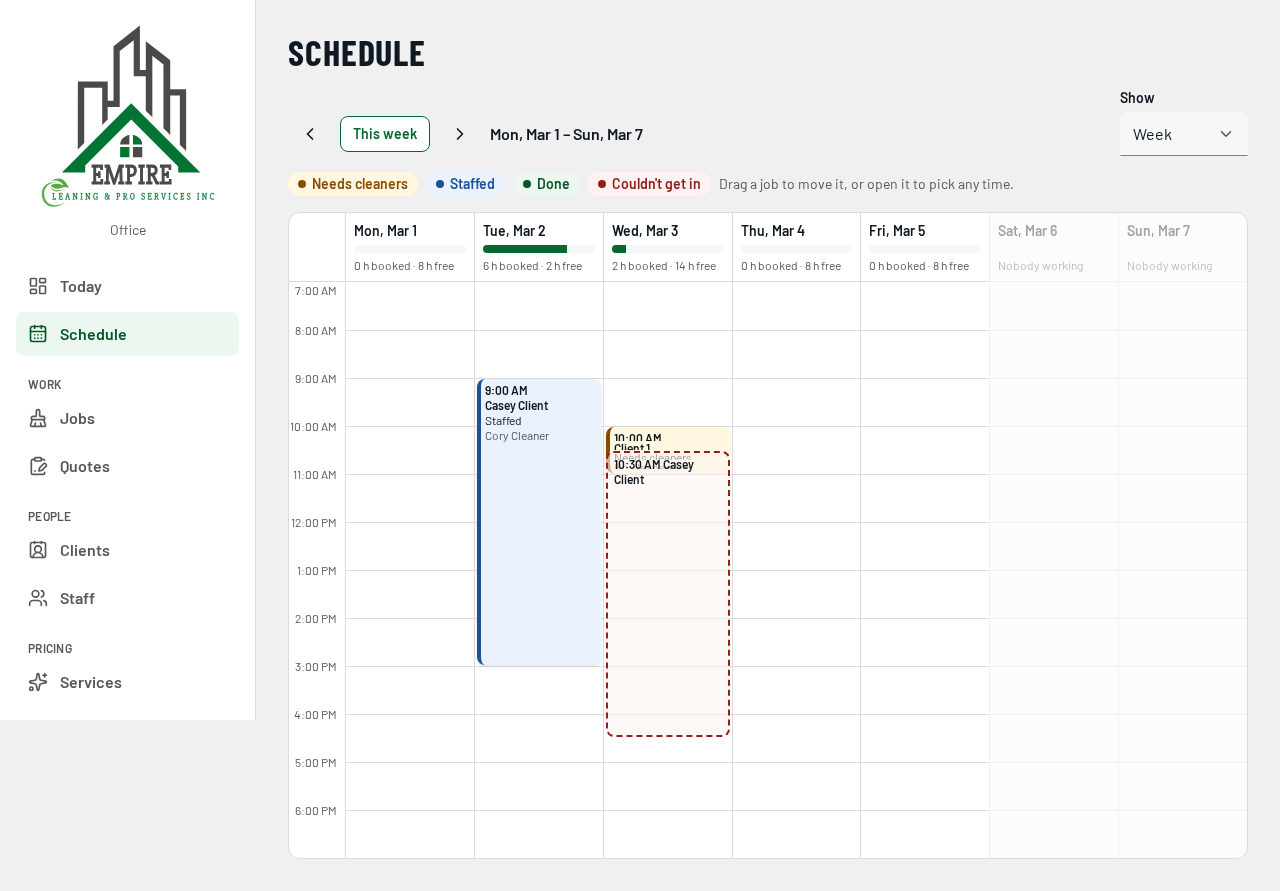 EMPIRE
LEANING & PRO SERVICES INC
Office
Today
Schedule
WORK
Jobs
Quotes
PEOPLE
Clients
Staff
PRICING
Services
SCHEDULE
Show
This week
Mon, Mar 1 – Sun, Mar 7
Week
Needs cleaners
Staffed
Done
Couldn't get in
Drag a job to move it, or open it to pick any time.
Mon, Mar 1
Tue, Mar 2
Wed, Mar 3
Thu, Mar 4
Fri, Mar 5
Sat, Mar 6
Sun, Mar 7
0 h booked · 8 h free
6 h booked · 2 h free
2 h booked · 14 h free
0 h booked · 8 h free
0 h booked · 8 h free
Nobody working
Nobody working
7:00 AM
8:00 AM
9:00 AM
10:00 AM
11:00 AM
12:00 PM
1:00 PM
2:00 PM
3:00 PM
4:00 PM
5:00 PM
6:00 PM
9:00 AM
Casey Client
Staffed
Cory Cleaner
10:00 AM
Client 1
Needs cleaners
10:30 AM Casey
Client